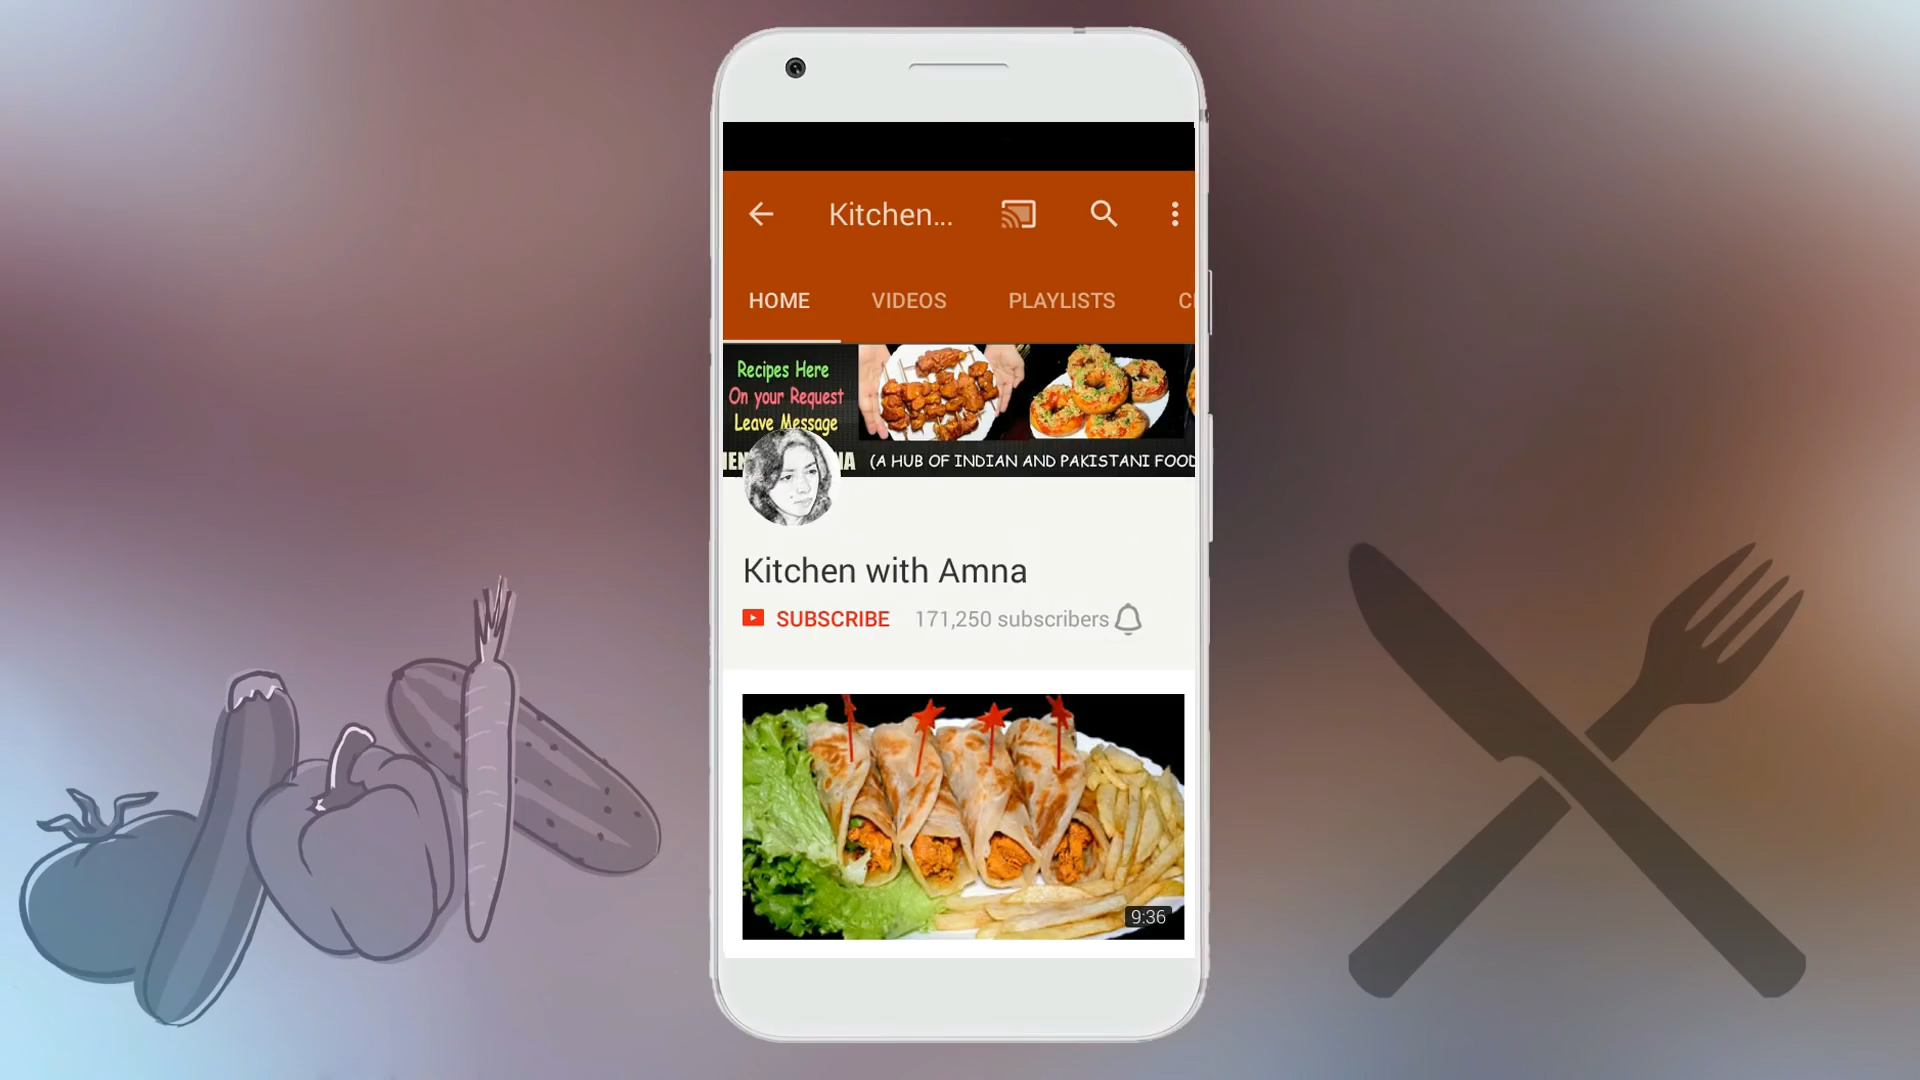 Kitchen...
HOME VIDEOS PLAYLISTS
Recipes Here
On your Request
Leave Message
(A HUB OF INDIAN AND PAKISTANI FOOD
Kitchen with Amna
SUBSCRIBE 171,250 subscribers
9:36